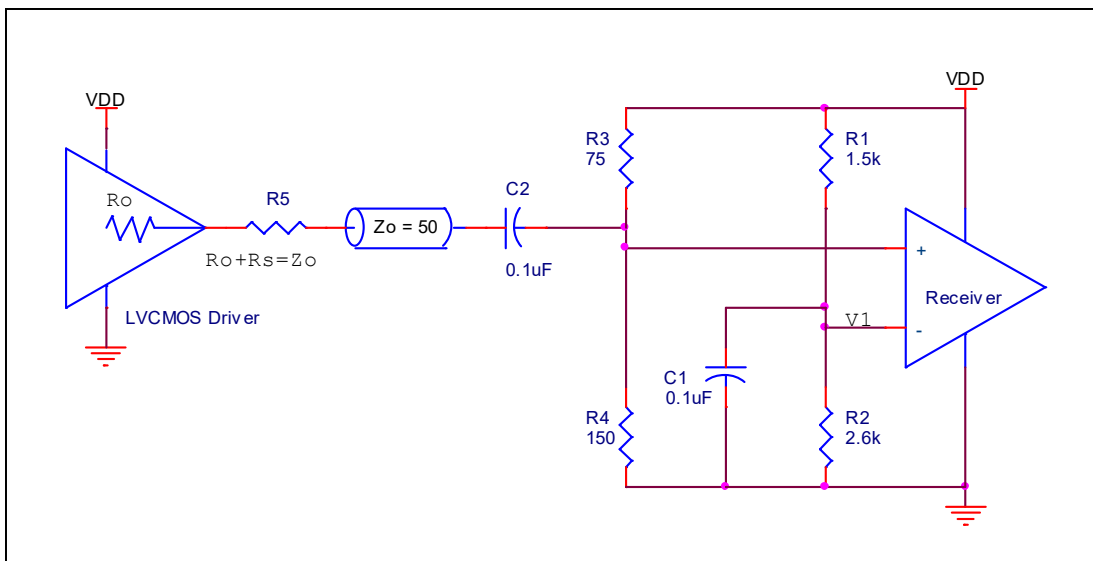 VDD
Ro
R5
Ro+Rs=Zo
LVCMOS Driver
Zo = 50
C2
0.1uF
R3
75
R4
150
C1
0.1uF
VDD
R1
1.5k
V1
R2
2.6k
+
-
Receiver